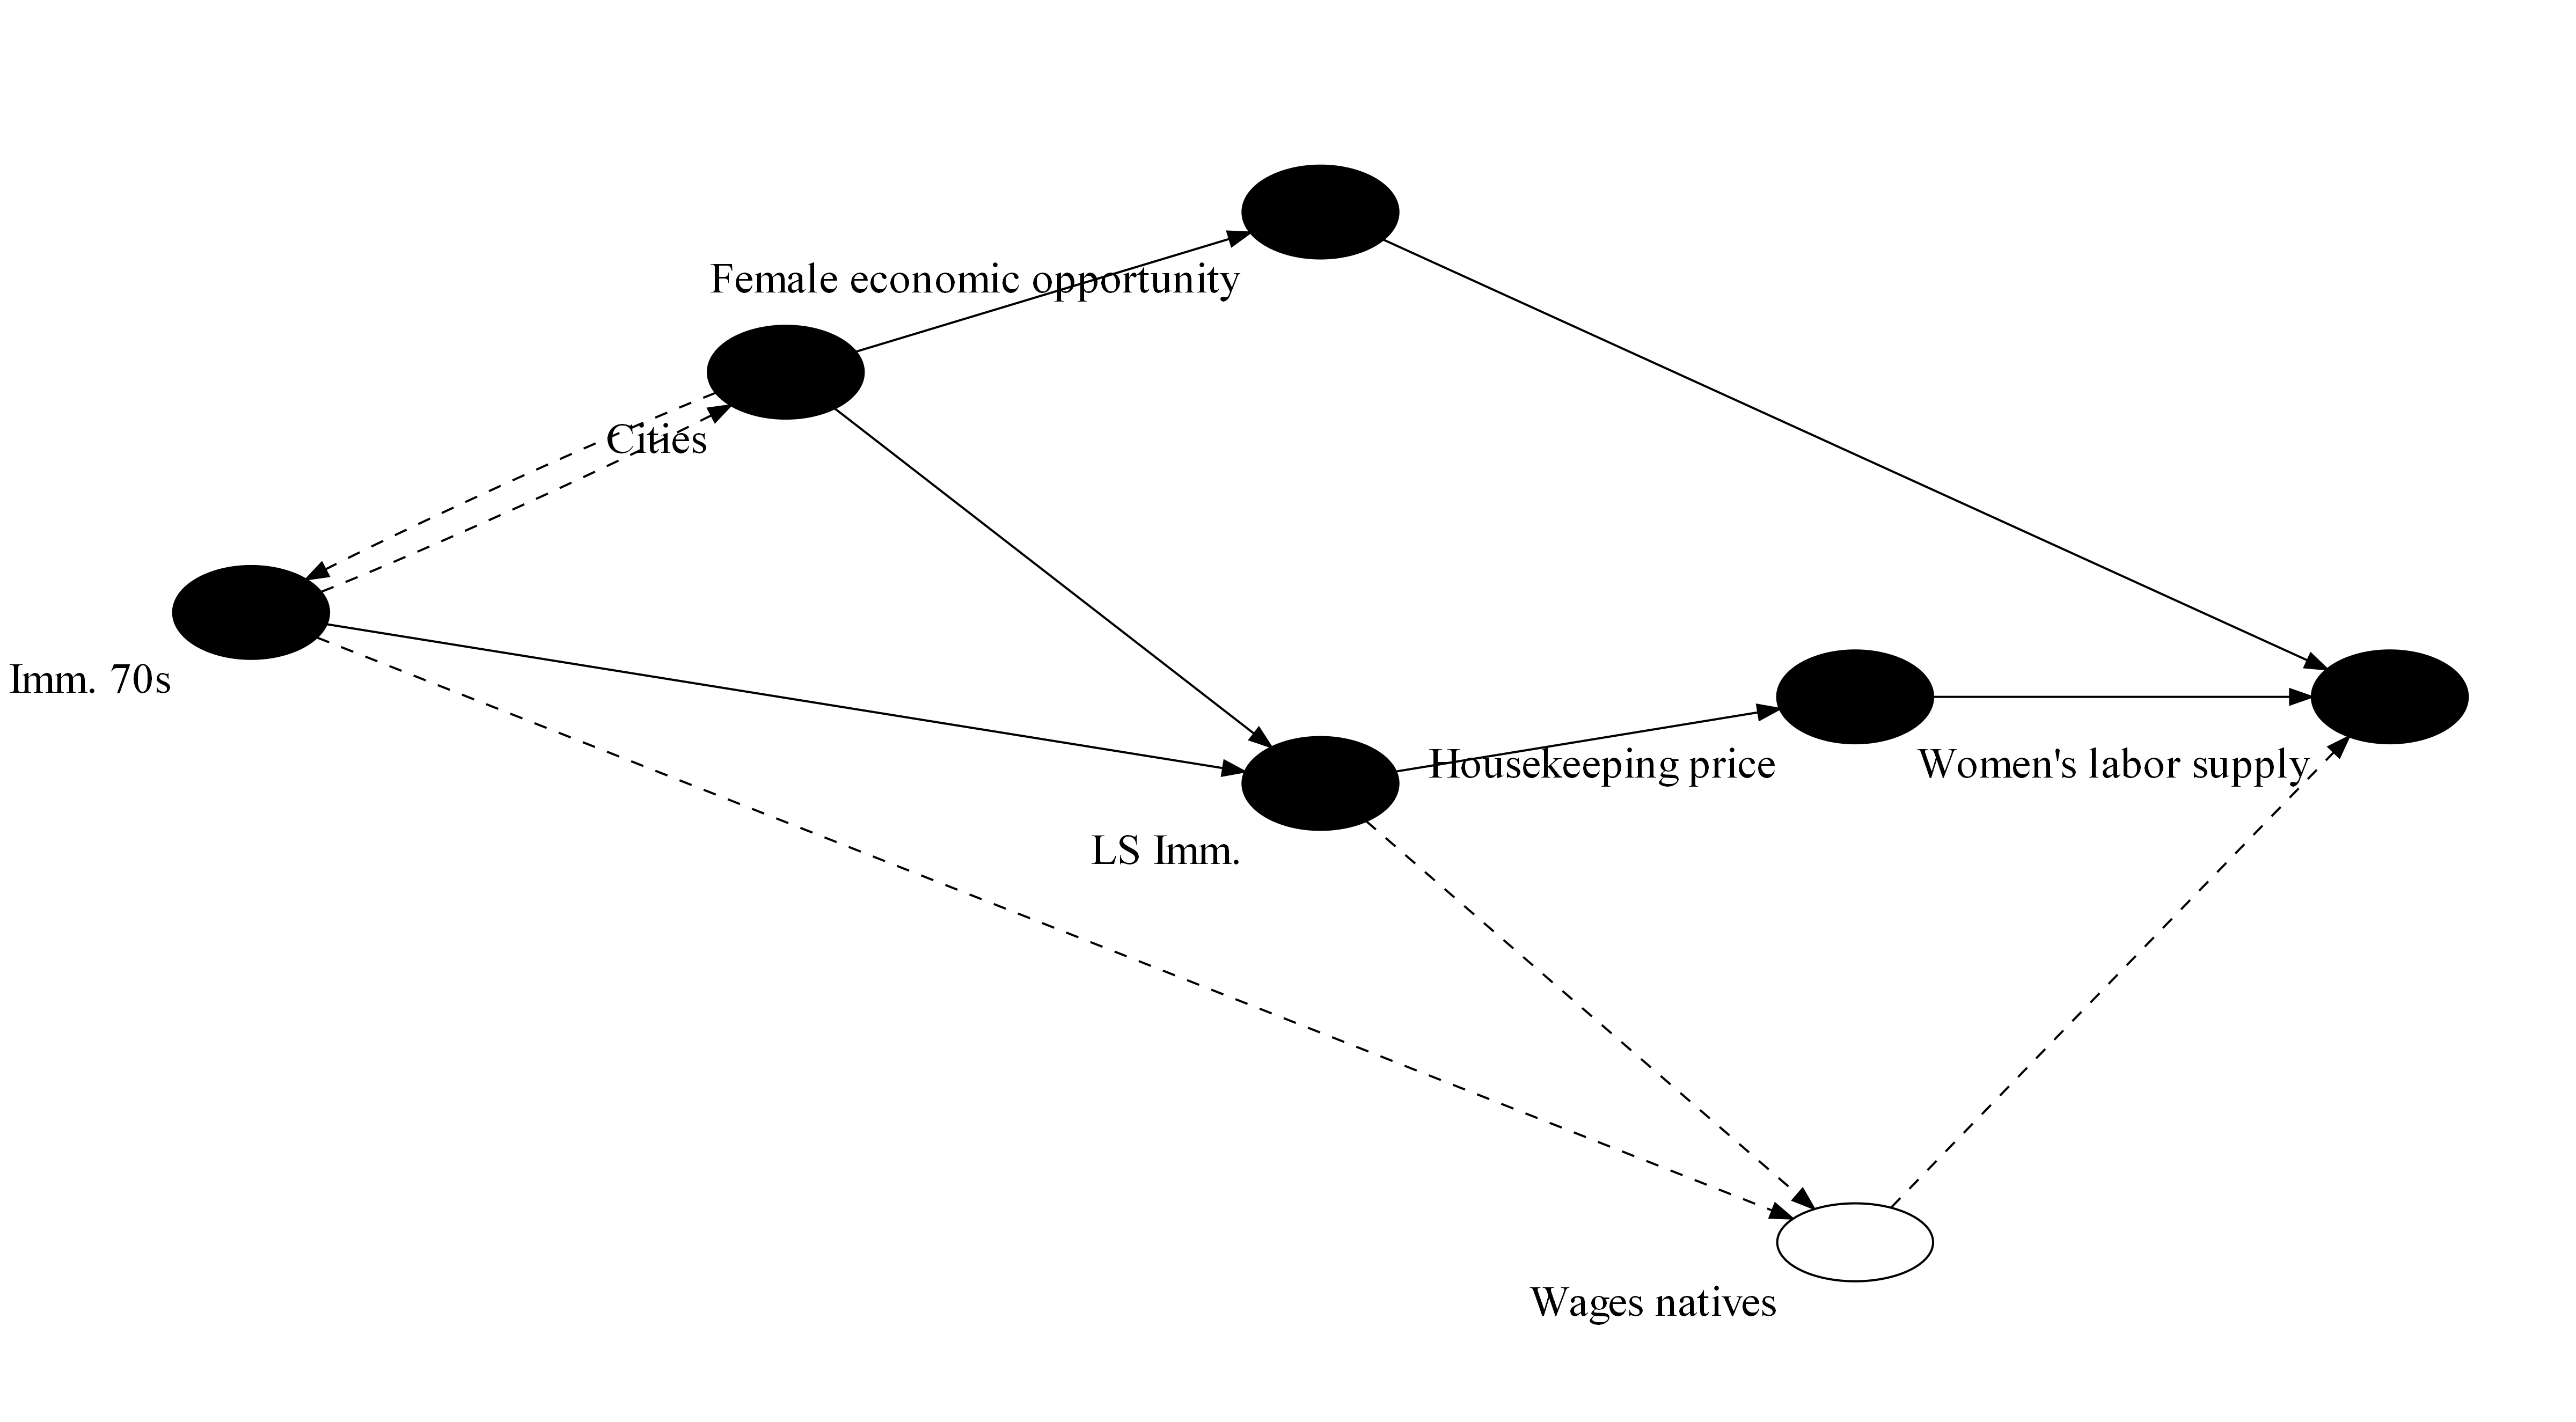 Female economic opportunity
Cities
Imm. 70s
Housekeeping price
Women's labor supply
LS Imm.
Wages natives